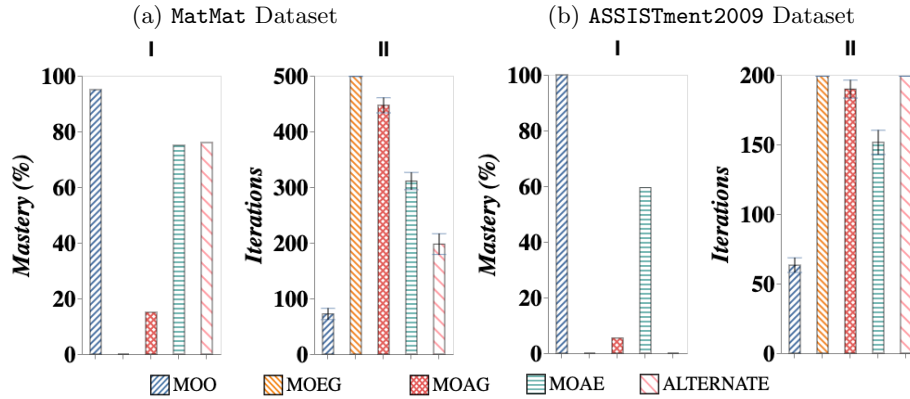 (a) MatMat Dataset
(b) ASSISTment2009 Dataset
I
II
I
II
Mastery (%)
100
80
60
40
20
0
Iterations
500
400
300
200
100
0
Mastery (%)
100
80
60
40
20
0
Iterations
200
150
100
50
0
MOO MOEG MOAG MOAE ALTERNATE